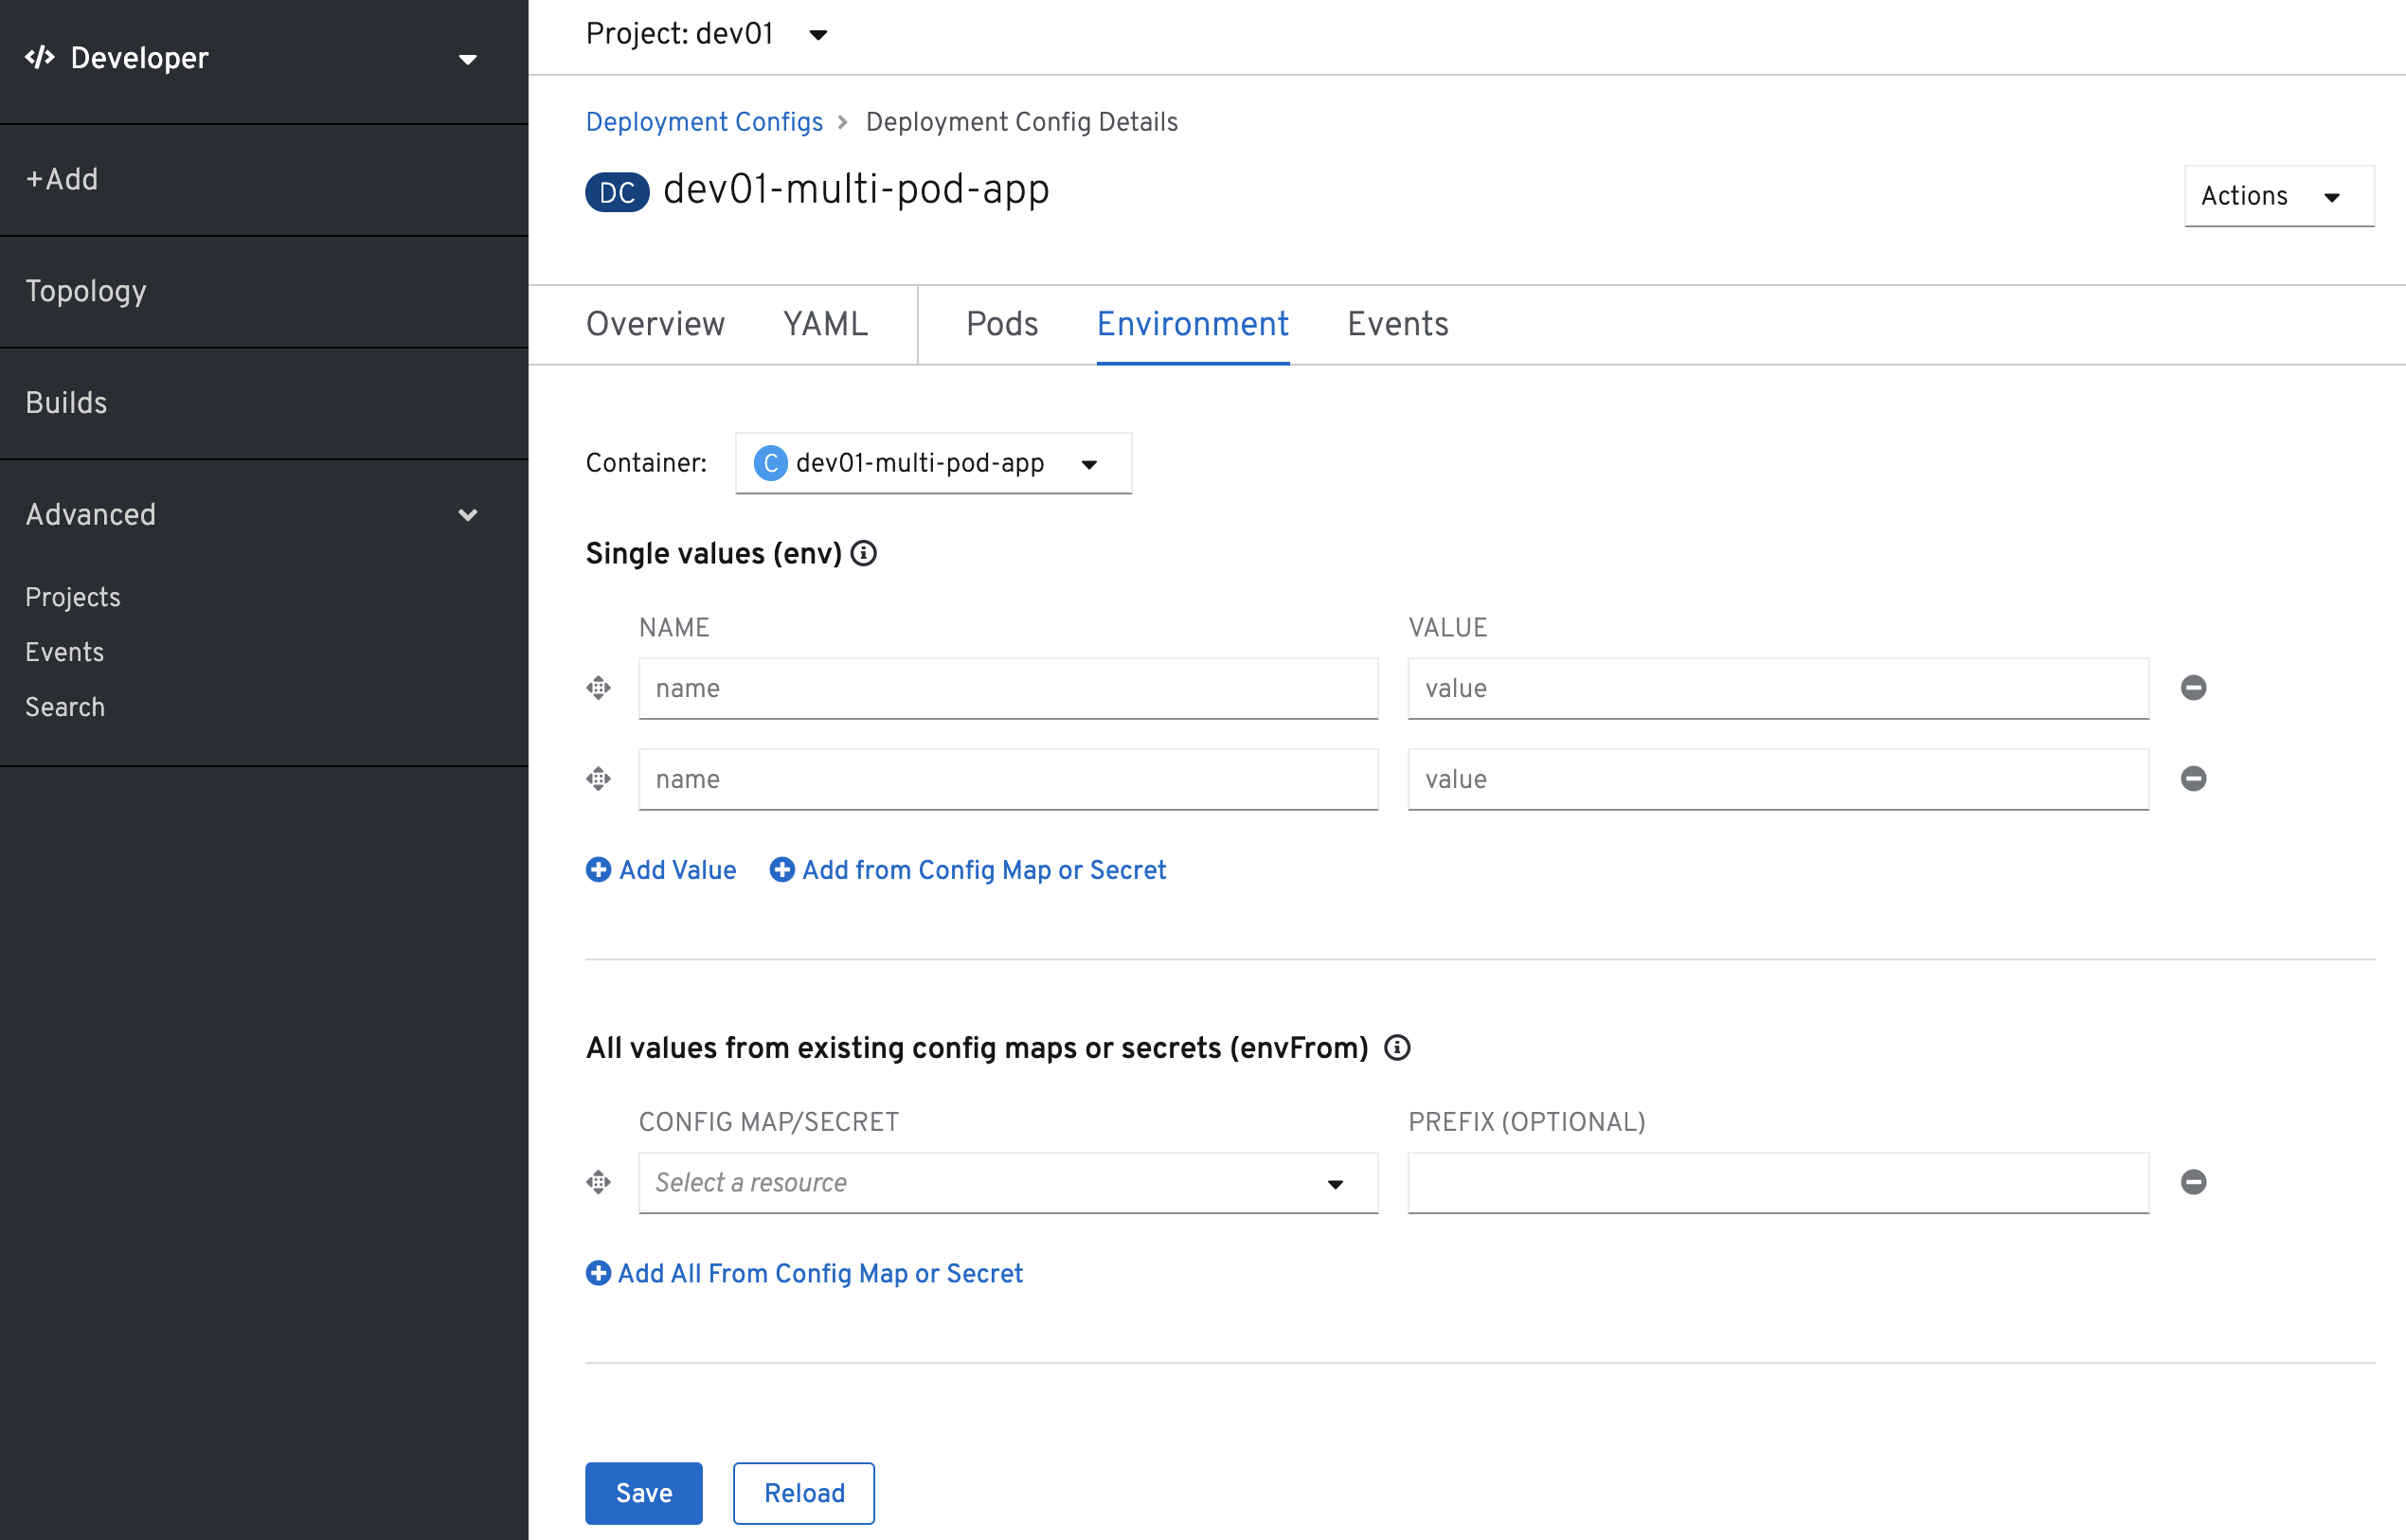 Developer
+Add
Topology
Builds
Advanced
Projects
Events
Search
Project: dev01
Deployment Configs > Deployment Config Details
DC dev01-multi-pod-app
Actions
Overview YAML Pods Environment Events
Container: C dev01-multi-pod-app
Single values (env)
NAME VALUE
name value
name value
Add Value Add from Config Map or Secret
All values from existing config maps or secrets (envFrom)
CONFIG MAP/SECRET PREFIX (OPTIONAL)
Select a resource
Add All From Config Map or Secret
Save Reload